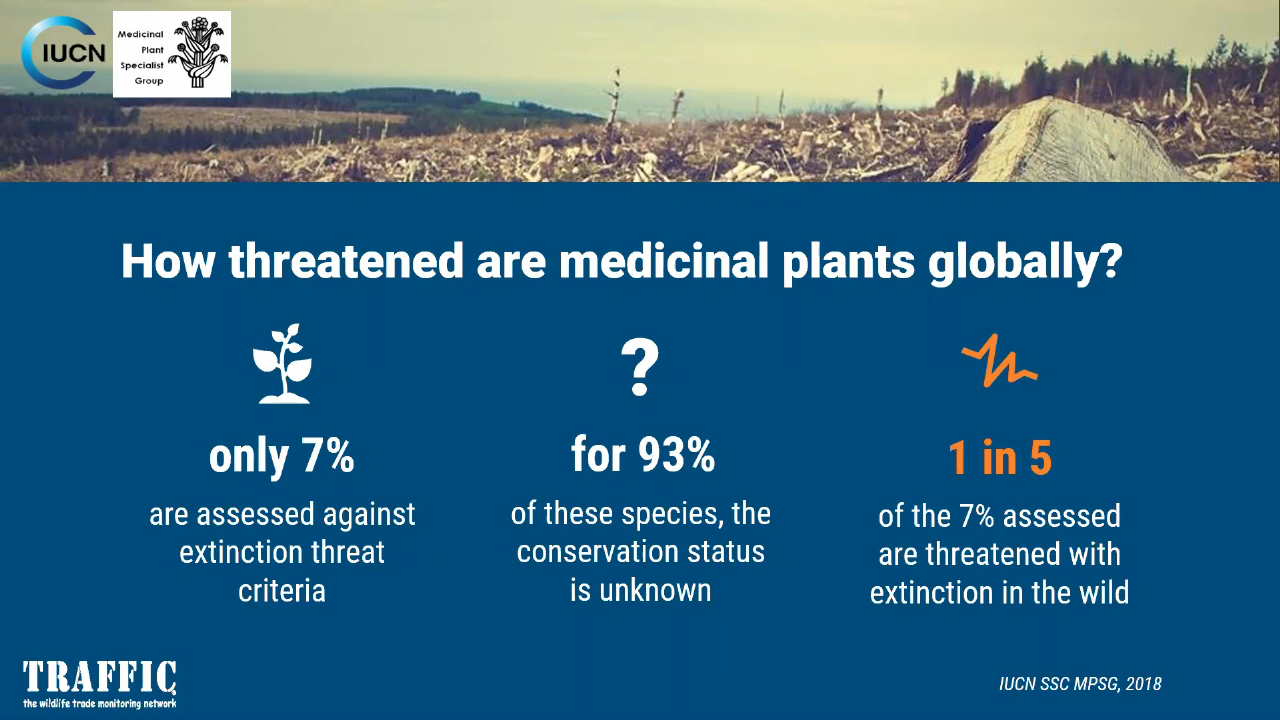 IUCN
Medicinal
Plant
Specialist
Group
How threatened are medicinal plants globally?
?
only 7%
are assessed against
extinction threat
criteria
for 93%
of these species, the
conservation status
is unknown
1 in 5
of the 7% assessed
are threatened with
extinction in the wild
TRAFFIC
the wildlife trade monitoring network
IUCN SSC MPSG, 2018